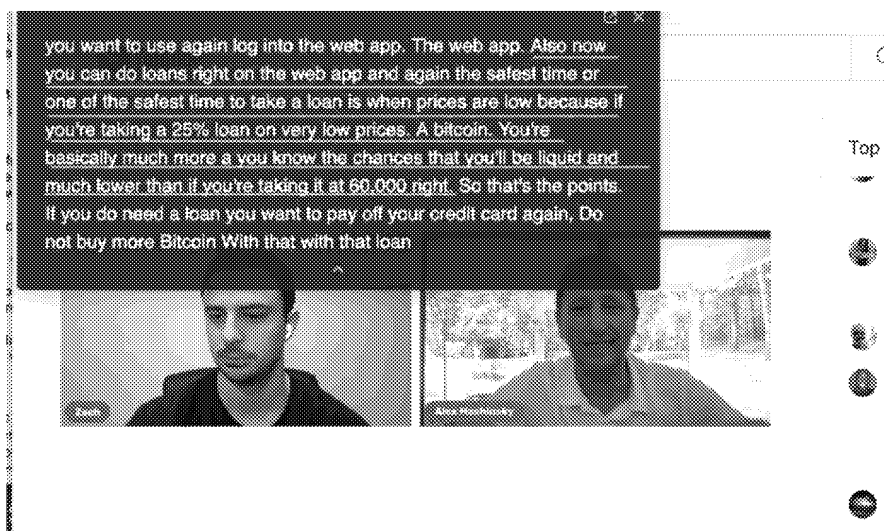 you want to use again log into the web app. The web app. Also now
you can do loans right on the web app and again the safest time or
one of the safest time to take a loan is when prices are low because if
you're taking a 25% loan on very low prices. A bitcoin. You're
basically much more a you know the chances that you'll be liquid and
much lower than if you're taking it at 60,000 right. So that's the points.
If you do need a loan you want to pay off your credit card again, Do
not buy more Bitcoin With that with that loan
Top
Zach
Alex Mashinsky